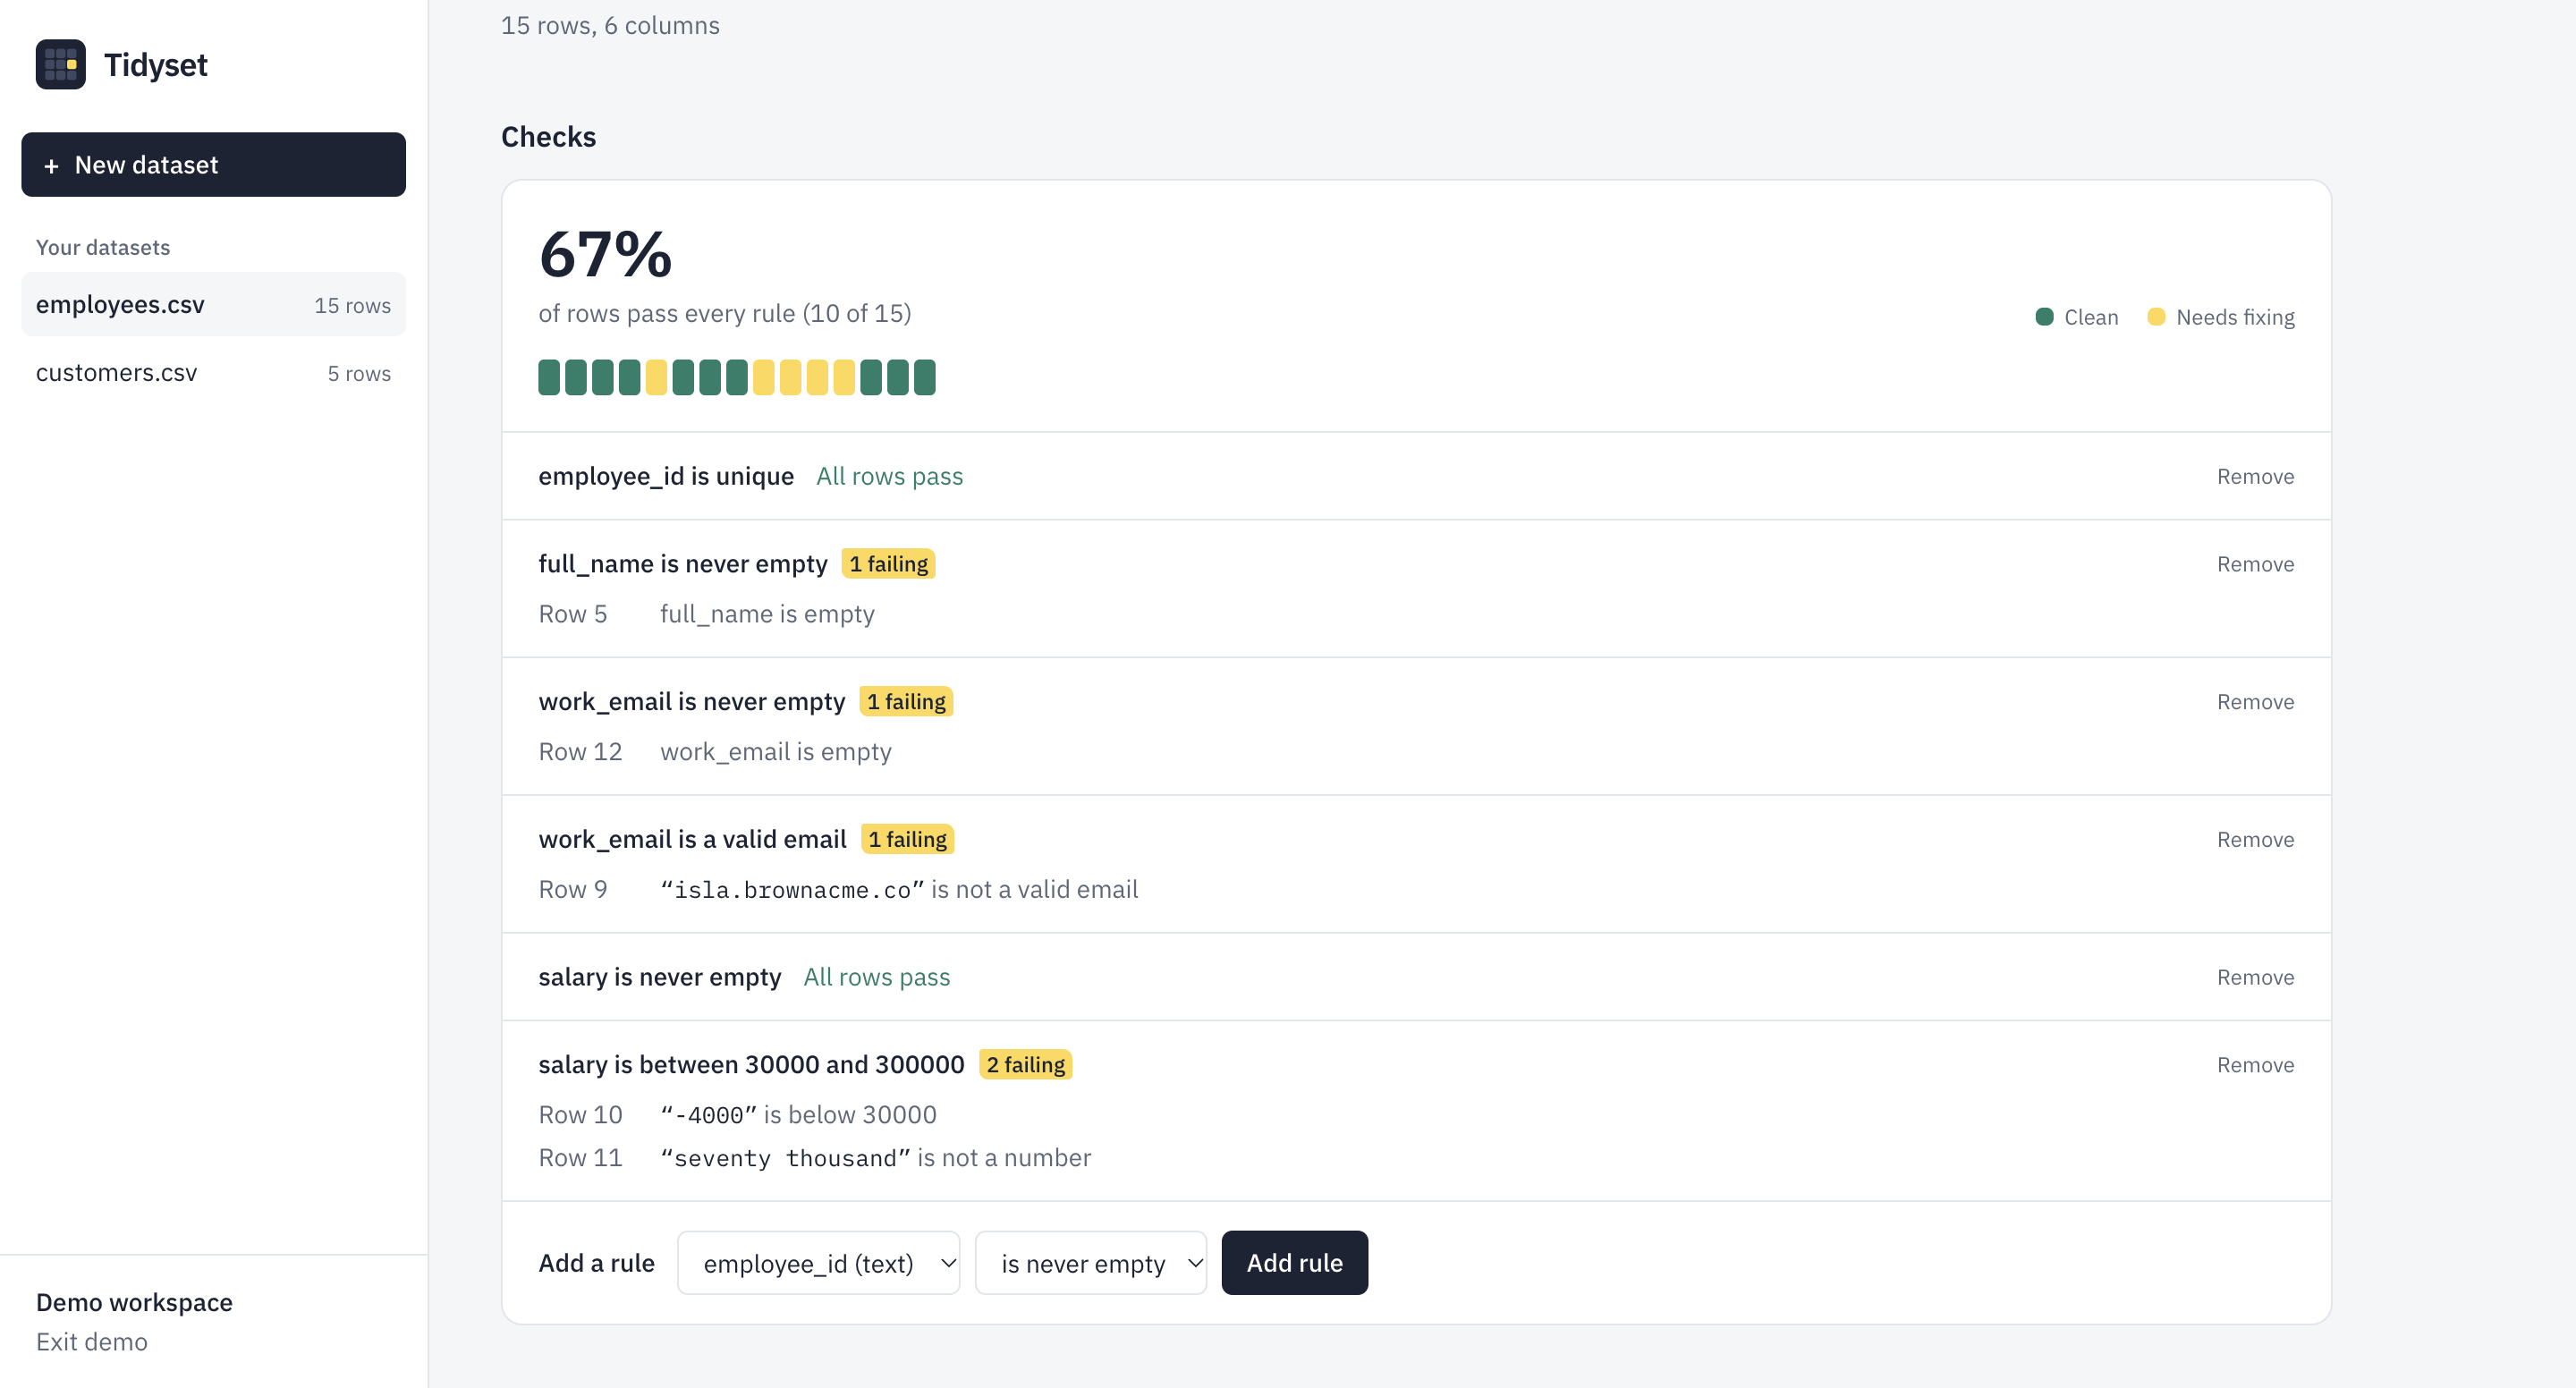 Tidyset
+ New dataset
Your datasets
employees.csv 15 rows
customers.csv 5 rows
Demo workspace
Exit demo
15 rows, 6 columns
Checks
67%
of rows pass every rule (10 of 15)
Clean Needs fixing
employee_id is unique All rows pass Remove
full_name is never empty 1 failing Remove
Row 5 full_name is empty
work_email is never empty 1 failing Remove
Row 12 work_email is empty
work_email is a valid email 1 failing Remove
Row 9 “isla.brownacme.co” is not a valid email
salary is never empty All rows pass Remove
salary is between 30000 and 300000 2 failing Remove
Row 10 “-4000” is below 30000
Row 11 “seventy thousand” is not a number
Add a rule employee_id (text) is never empty Add rule